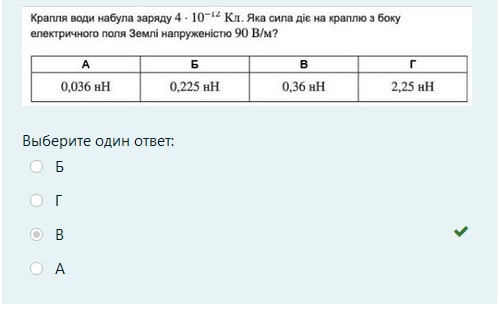 Крапля води набула заряду 4 · 10⁻¹² Кл. Яка сила діє на краплю з боку
електричного поля Землі напруженістю 90 В/м?
А Б В Г
0,036 нН 0,225 нН 0,36 нН 2,25 нН
Выберите один ответ:
Б
Г
В
А